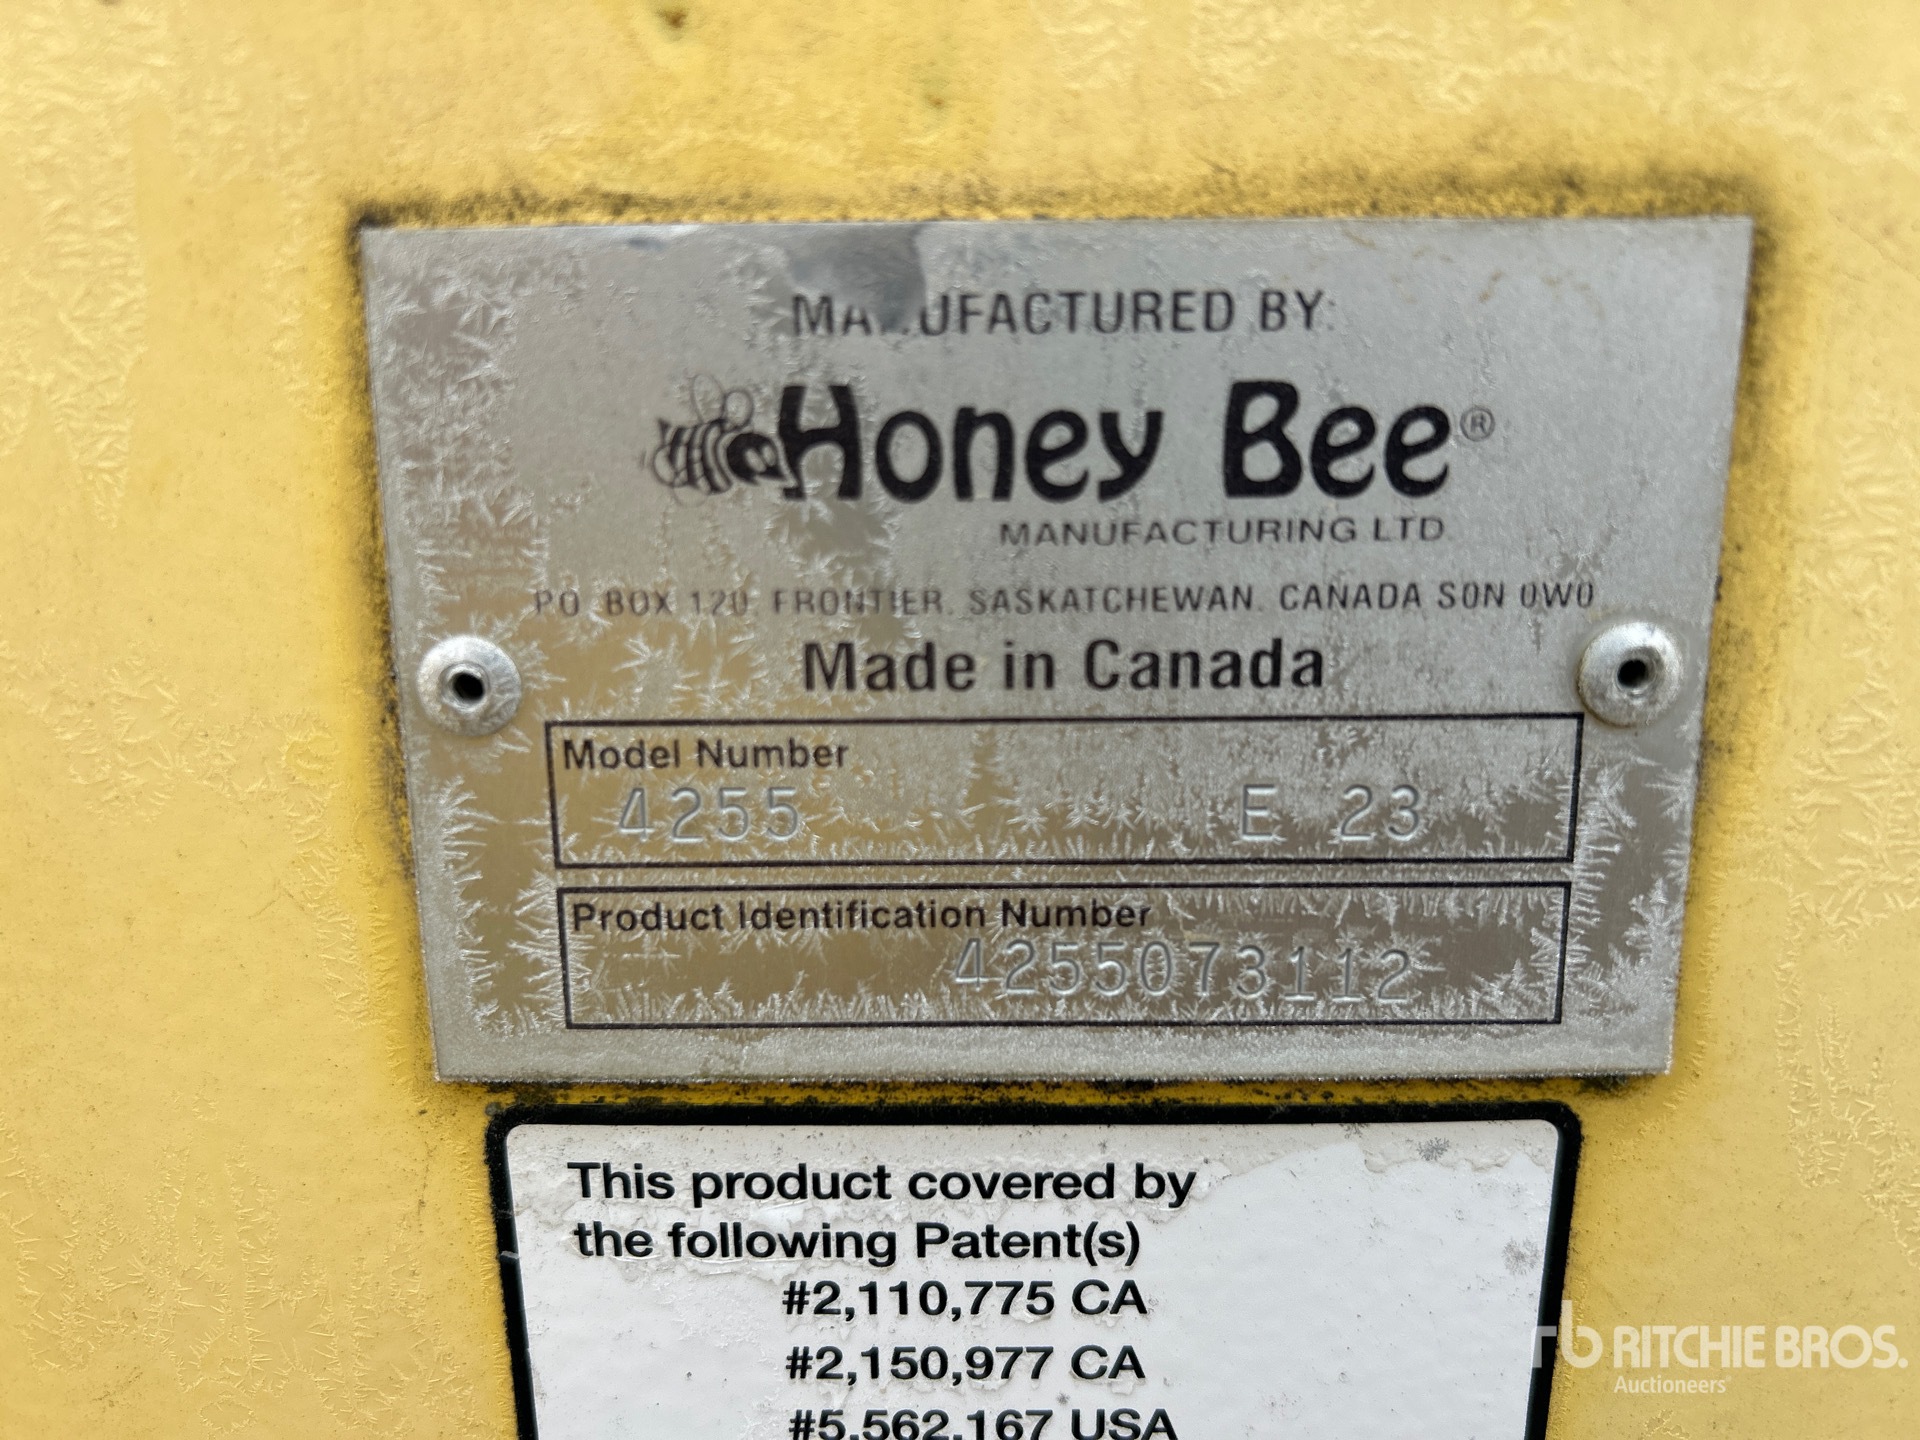 MANUFACTURED BY:
Honey Bee®
MANUFACTURING LTD.
P.O. BOX 120, FRONTIER, SASKATCHEWAN, CANADA S0N 0W0
Made in Canada
Model Number
4255 E 23
Product Identification Number
4255073112
This product covered by
the following Patent(s)
#2,110,775 CA
#2,150,977 CA
#5,562,167 USA
rb RITCHIE BROS.
Auctioneers